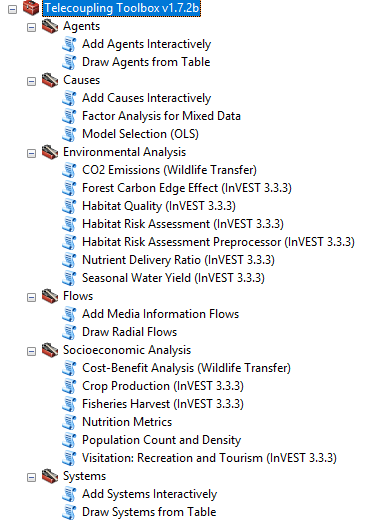 Telecoupling Toolbox v1.7.2b
Agents
Add Agents Interactively
Draw Agents from Table
Causes
Add Causes Interactively
Factor Analysis for Mixed Data
Model Selection (OLS)
Environmental Analysis
CO2 Emissions (Wildlife Transfer)
Forest Carbon Edge Effect (InVEST 3.3.3)
Habitat Quality (InVEST 3.3.3)
Habitat Risk Assessment (InVEST 3.3.3)
Habitat Risk Assessment Preprocessor (InVEST 3.3.3)
Nutrient Delivery Ratio (InVEST 3.3.3)
Seasonal Water Yield (InVEST 3.3.3)
Flows
Add Media Information Flows
Draw Radial Flows
Socioeconomic Analysis
Cost-Benefit Analysis (Wildlife Transfer)
Crop Production (InVEST 3.3.3)
Fisheries Harvest (InVEST 3.3.3)
Nutrition Metrics
Population Count and Density
Visitation: Recreation and Tourism (InVEST 3.3.3)
Systems
Add Systems Interactively
Draw Systems from Table